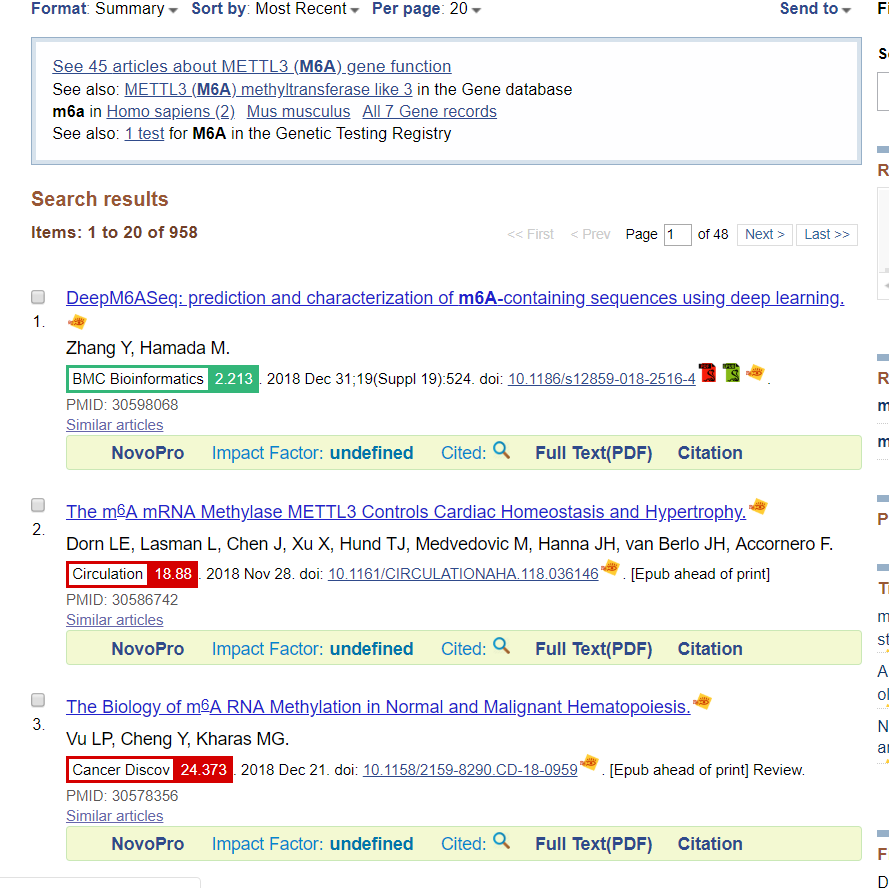 Format: Summary Sort by: Most Recent Per page: 20 Send to
See 45 articles about METTL3 (M6A) gene function
See also: METTL3 (M6A) methyltransferase like 3 in the Gene database
m6a in Homo sapiens (2) Mus musculus All 7 Gene records
See also: 1 test for M6A in the Genetic Testing Registry
Search results
Items: 1 to 20 of 958
<< First < Prev Page 1 of 48 Next > Last >>
DeepM6ASeq: prediction and characterization of m6A-containing sequences using deep learning.
1.
Zhang Y, Hamada M.
BMC Bioinformatics 2.213 . 2018 Dec 31;19(Suppl 19):524. doi: 10.1186/s12859-018-2516-4 .
PMID: 30598068
Similar articles
NovoPro Impact Factor: undefined Cited: Full Text(PDF) Citation
The m6A mRNA Methylase METTL3 Controls Cardiac Homeostasis and Hypertrophy.
2.
Dorn LE, Lasman L, Chen J, Xu X, Hund TJ, Medvedovic M, Hanna JH, van Berlo JH, Accornero F.
Circulation 18.88 . 2018 Nov 28. doi: 10.1161/CIRCULATIONAHA.118.036146 . [Epub ahead of print]
PMID: 30586742
Similar articles
NovoPro Impact Factor: undefined Cited: Full Text(PDF) Citation
The Biology of m6A RNA Methylation in Normal and Malignant Hematopoiesis.
3.
Vu LP, Cheng Y, Kharas MG.
Cancer Discov 24.373 . 2018 Dec 21. doi: 10.1158/2159-8290.CD-18-0959 . [Epub ahead of print] Review.
PMID: 30578356
Similar articles
NovoPro Impact Factor: undefined Cited: Full Text(PDF) Citation